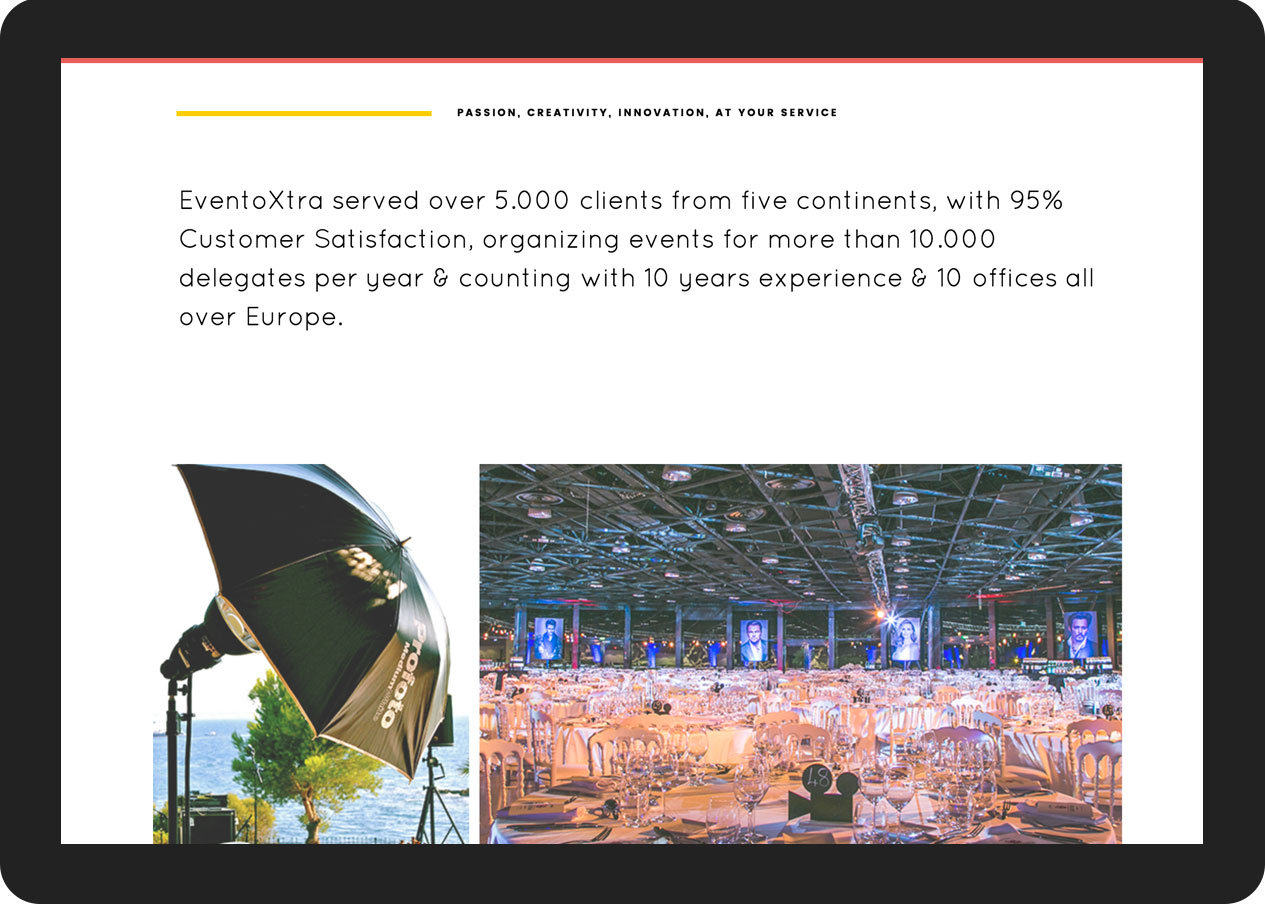 PASSION, CREATIVITY, INNOVATION, AT YOUR SERVICE
EventoXtra served over 5.000 clients from five continents, with 95%
Customer Satisfaction, organizing events for more than 10.000
delegates per year & counting with 10 years experience & 10 offices all
over Europe.
Profoto
Medium
48